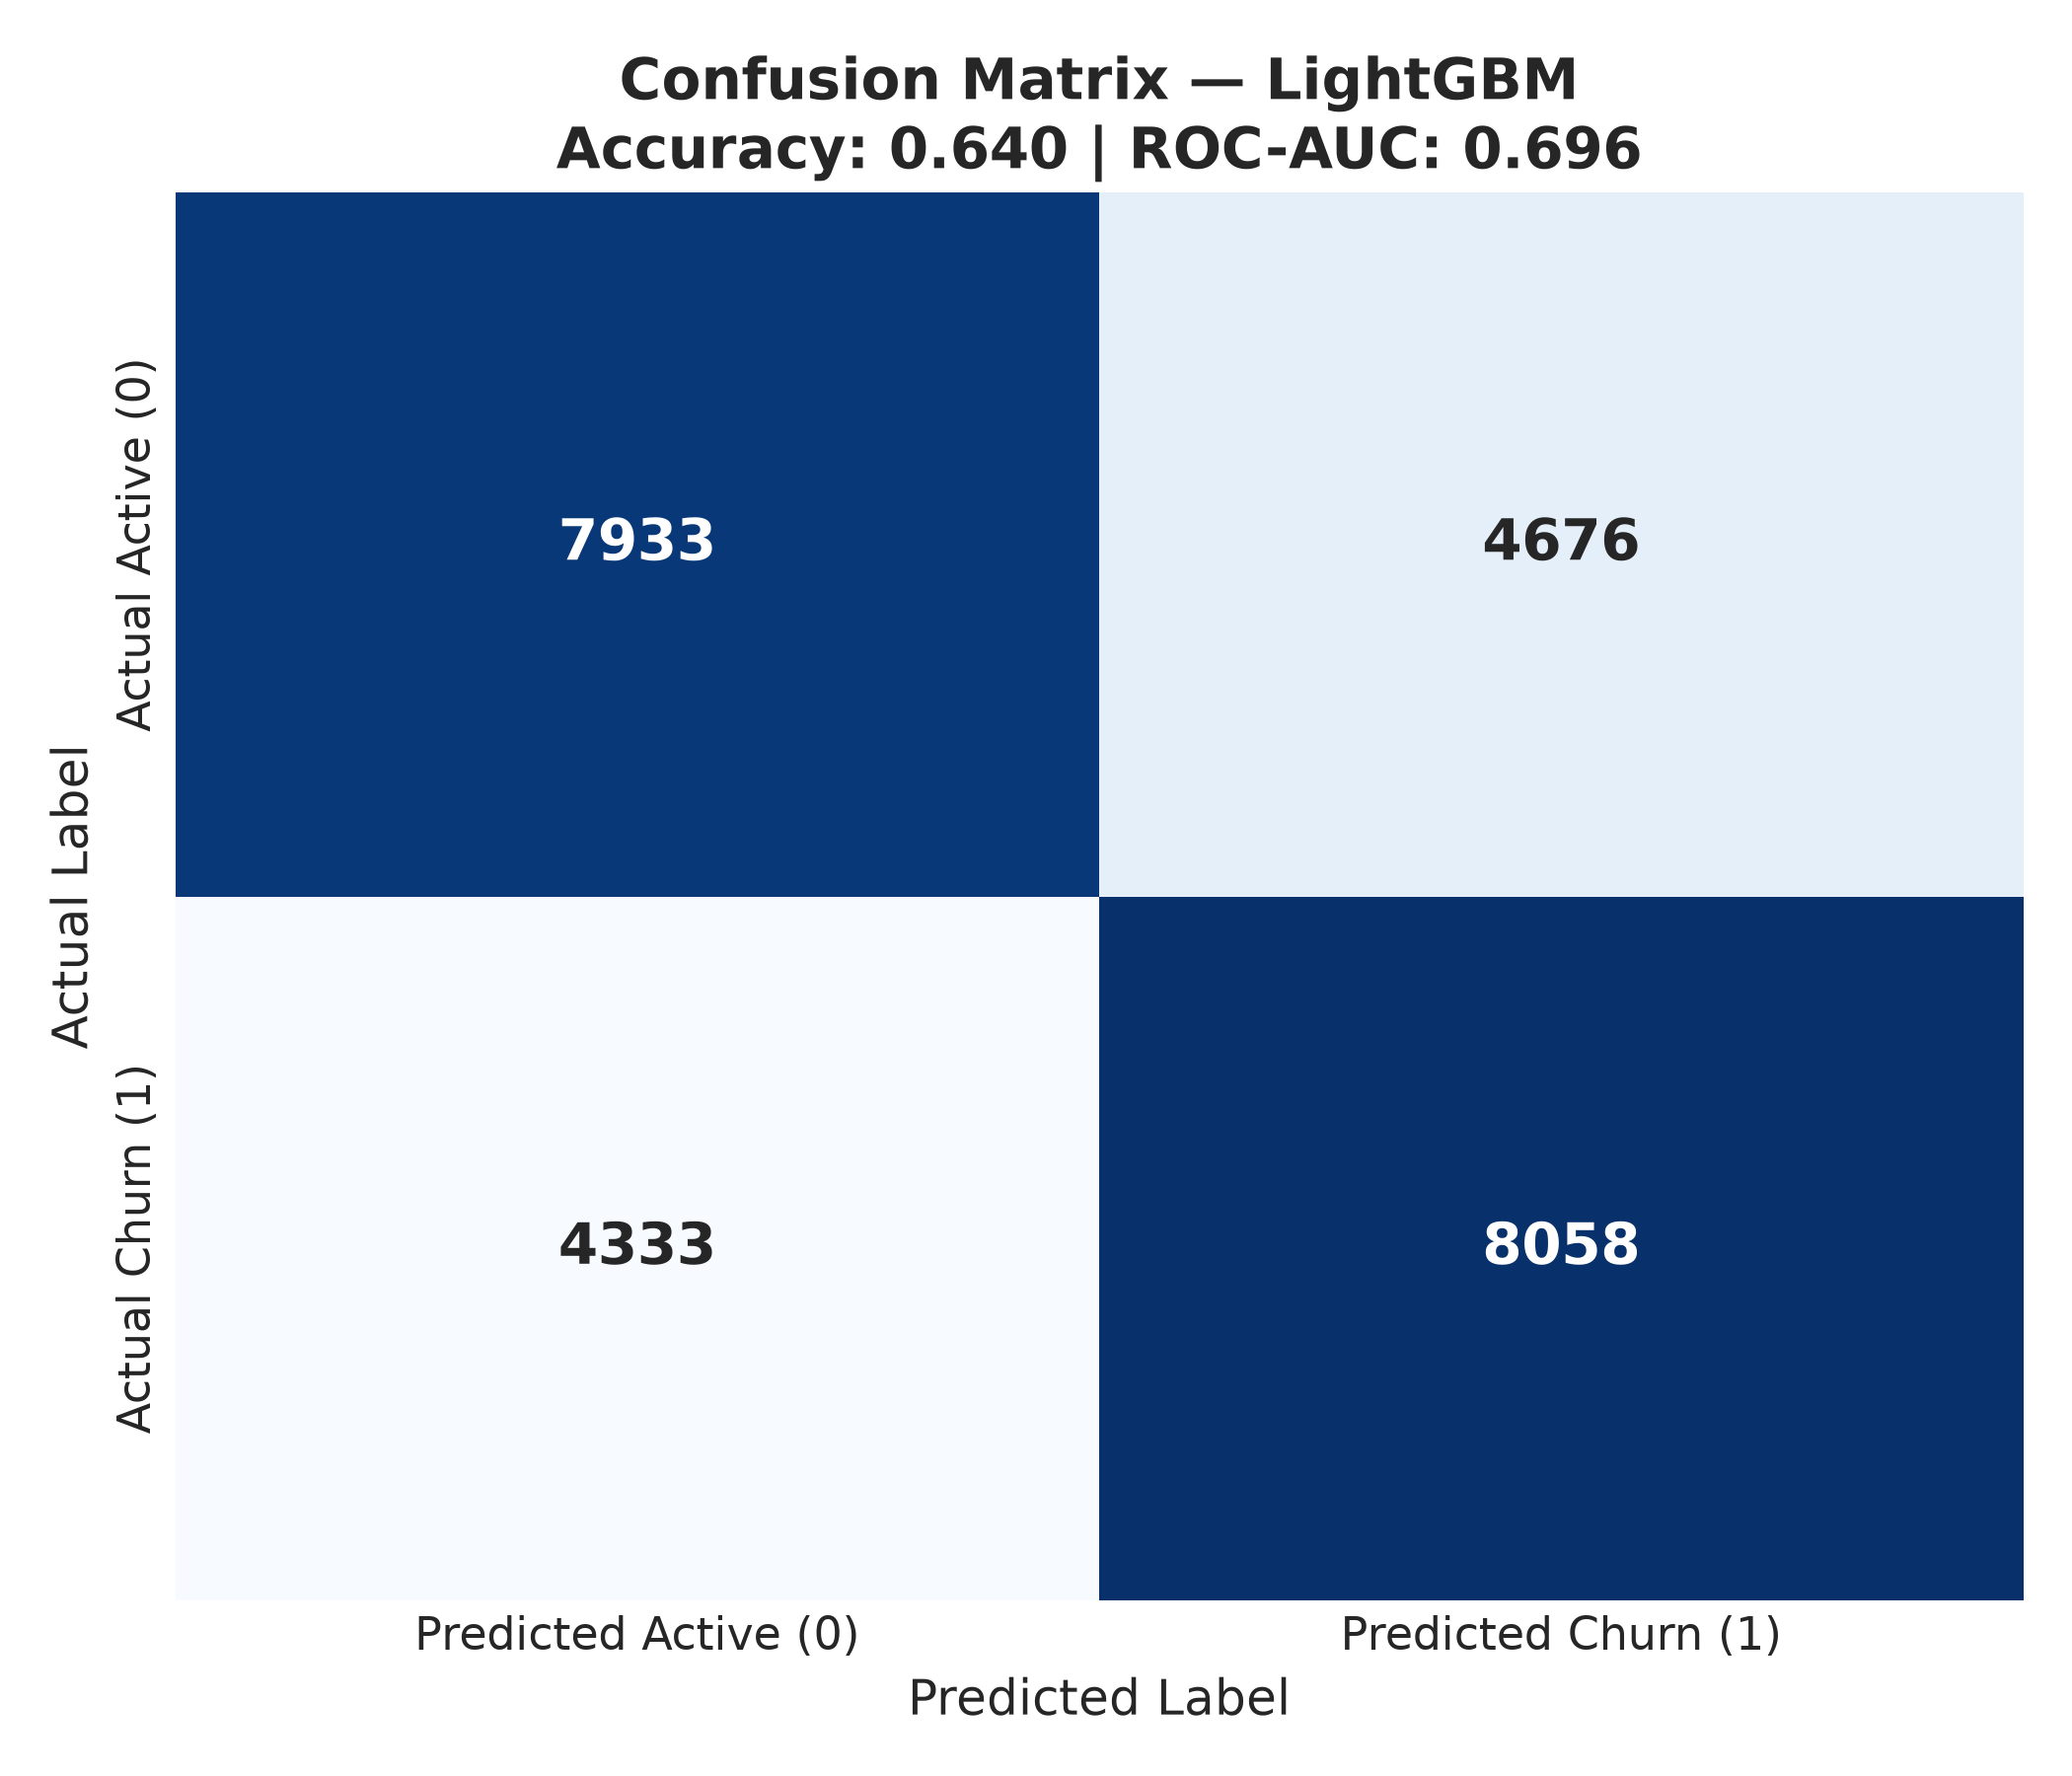 Confusion Matrix — LightGBM
Accuracy: 0.640 | ROC-AUC: 0.696
Actual Label
Actual Active (0)
7933
4676
Actual Churn (1)
4333
8058
Predicted Active (0)
Predicted Churn (1)
Predicted Label